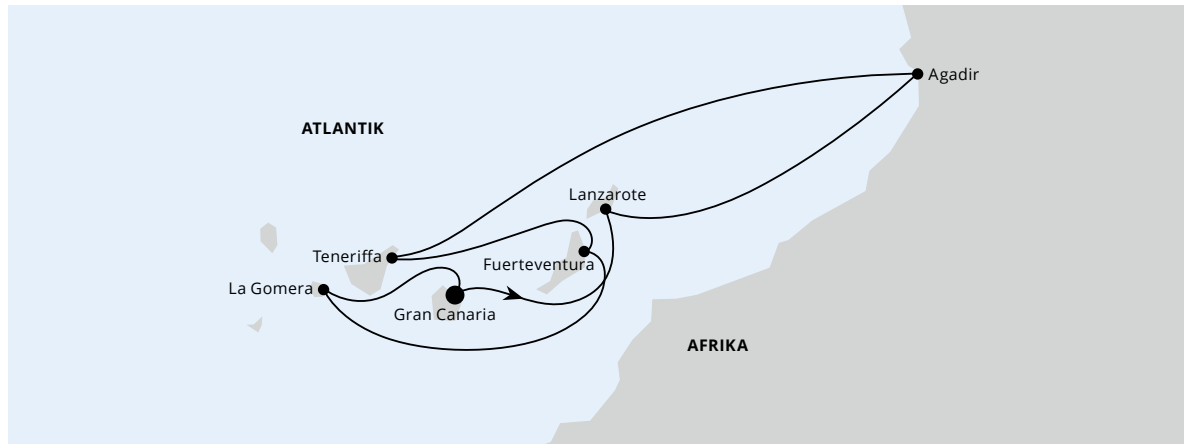 Agadir
ATLANTIK
Lanzarote
Teneriffa
Fuerteventura
La Gomera
Gran Canaria
AFRIKA